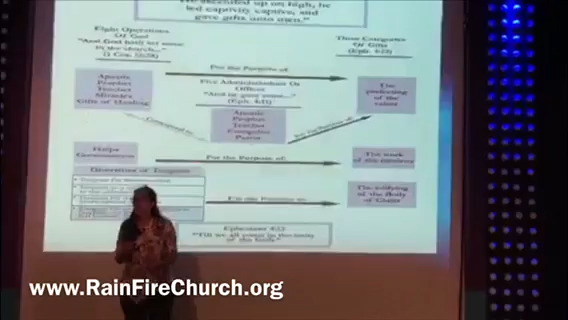 He ascended up on high, he
led captivity captive, and
gave gifts unto men."
Eight Operations
Of God
"And God hath set some
in the church..."
(I Cor. 12:28)
Those Categories
Of Gifts
(Eph. 4:12)
For the Purpose of:
Apostle
Prophet
Teacher
Miracles
Gifts of Healing
Five Administrations Or
Offices
"And he gave some..."
(Eph. 4:11)
The
perfecting
of the
saints
Apostle
Prophet
Teacher
Evangelist
Pastor
Helps
Governments
For the Purpose of:
The work
of the ministry
Diversities of Tongues
For the Purpose of:
The edifying
of the Body
of Christ
Ephesians 4:13
"Till we all come in the unity
of the faith"
www.RainFireChurch.org